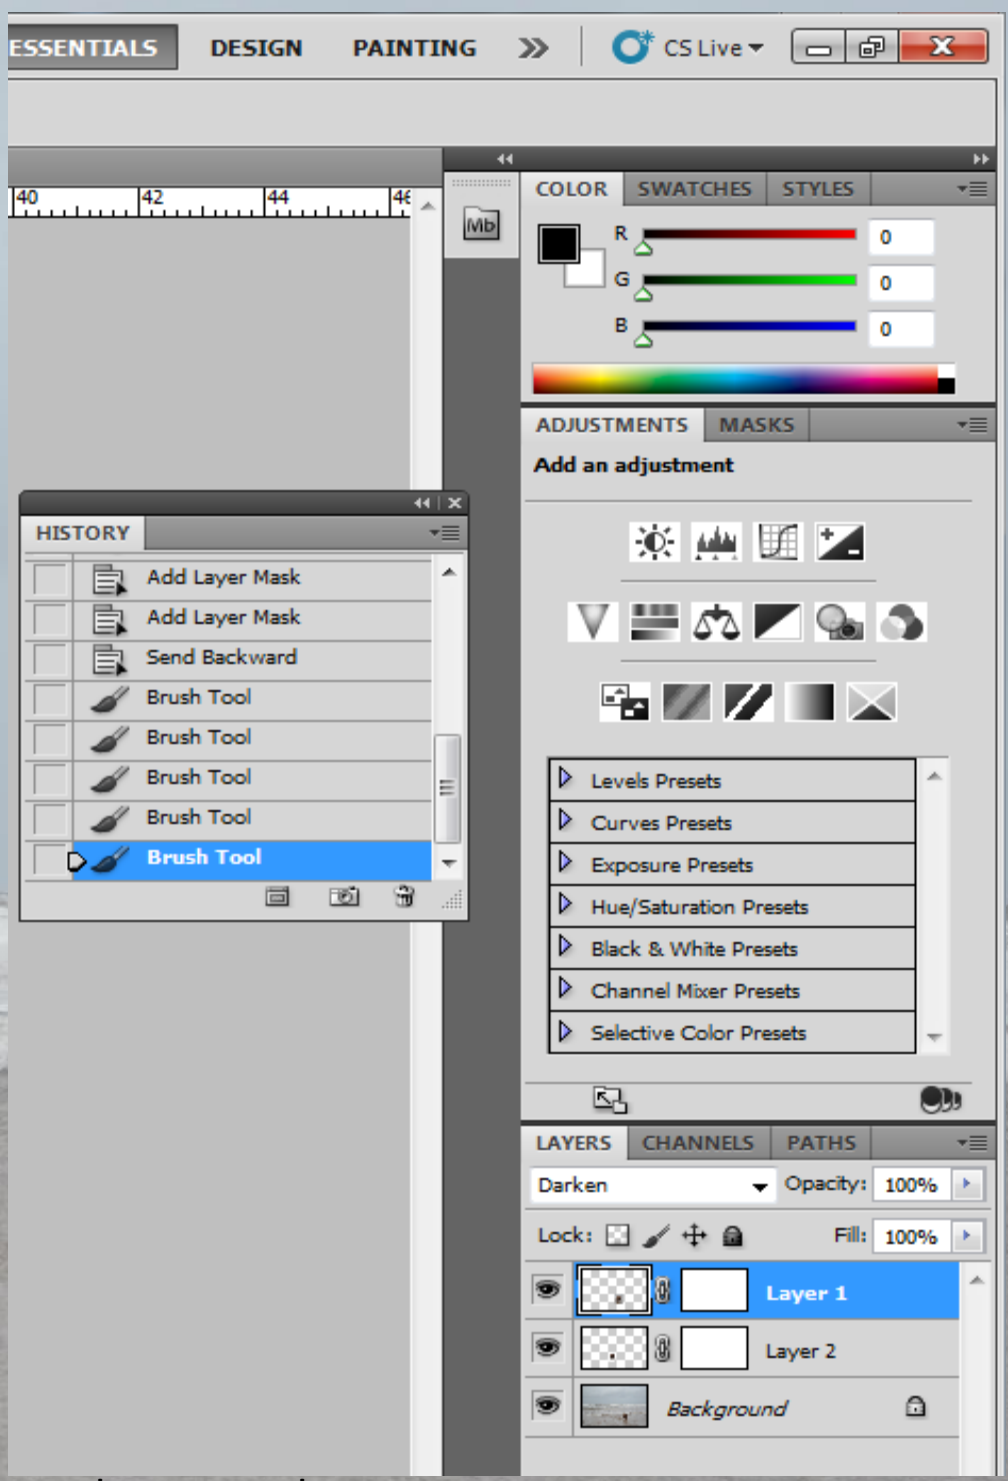 ESSENTIALS DESIGN PAINTING CS Live
40 42 44 46
Mb
COLOR SWATCHES STYLES
R 0
G 0
B 0
ADJUSTMENTS MASKS
Add an adjustment
HISTORY
Add Layer Mask
Add Layer Mask
Send Backward
Brush Tool
Brush Tool
Brush Tool
Brush Tool
Brush Tool
Levels Presets
Curves Presets
Exposure Presets
Hue/Saturation Presets
Black & White Presets
Channel Mixer Presets
Selective Color Presets
LAYERS CHANNELS PATHS
Darken Opacity: 100%
Lock: Fill: 100%
Layer 1
Layer 2
Background